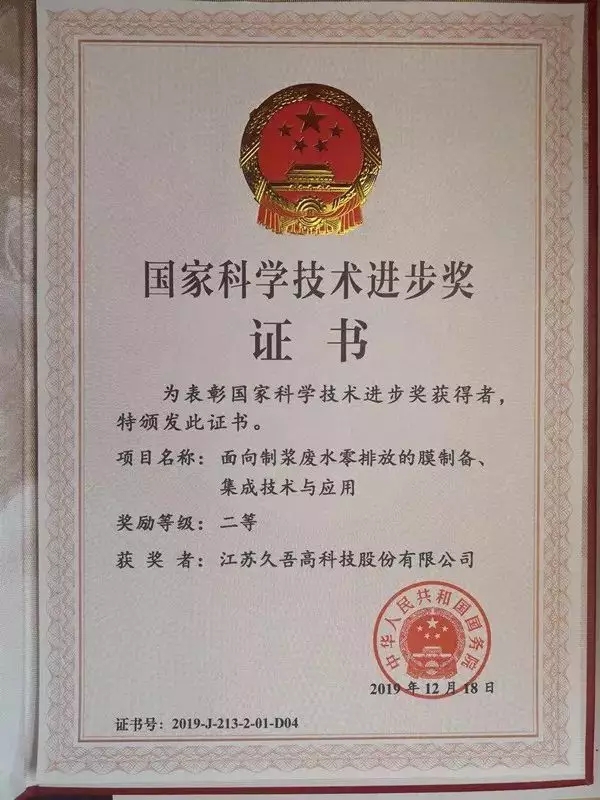 国家科学技术进步奖
证 书
为表彰国家科学技术进步奖获得者，
特颁发此证书。
项目名称： 面向制浆废水零排放的膜制备、
集成技术与应用
奖励等级： 二等
获 奖 者： 江苏久吾高科技股份有限公司
中华人民共和国国务院
2019 年 12 月 18 日
证书号： 2019-J-213-2-01-D04